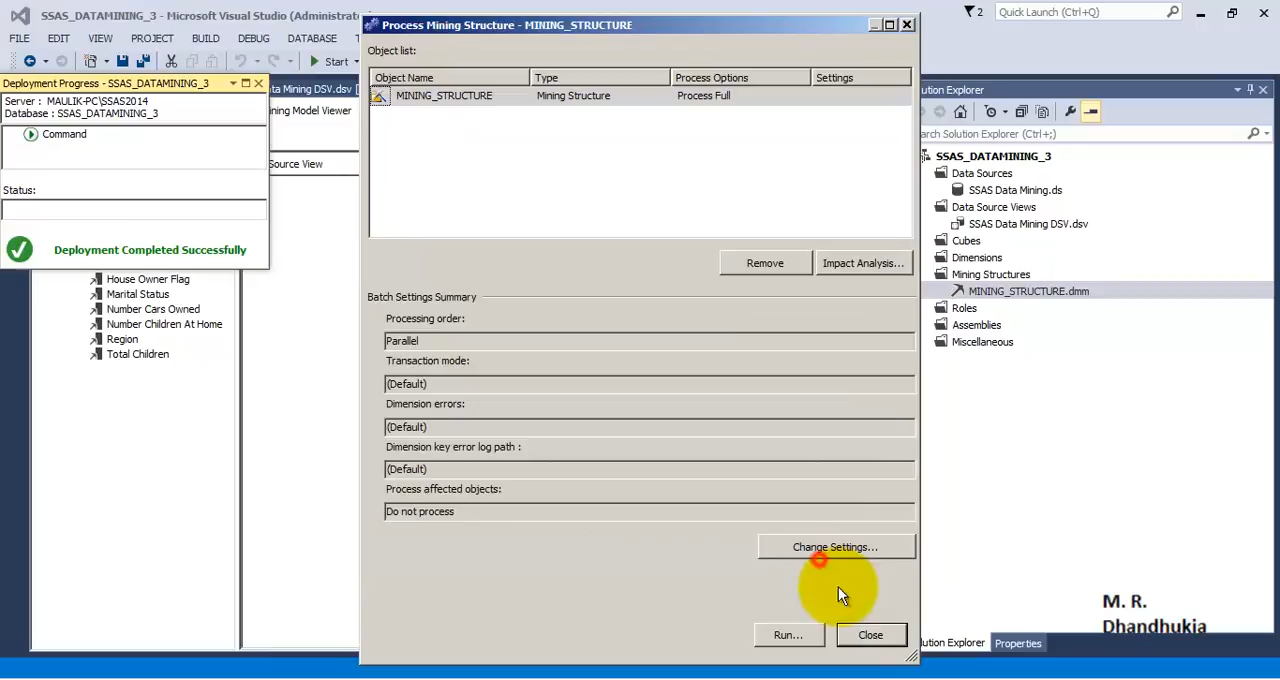 SSAS_DATAMINING_3 - Microsoft Visual Studio (Administrat
2
Quick Launch (Ctrl+Q)
FILE EDIT VIEW PROJECT BUILD DEBUG DATABASE
Start
Process Mining Structure - MINING_STRUCTURE
Object list:
Object Name Type Process Options Settings
MINING_STRUCTURE Mining Structure Process Full
Remove Impact Analysis...
Batch Settings Summary
Processing order:
Parallel
Transaction mode:
(Default)
Dimension errors:
(Default)
Dimension key error log path :
(Default)
Process affected objects:
Do not process
Change Settings...
Run... Close
Deployment Progress - SSAS_DATAMINING_3
Server : MAULIK-PC\SSAS2014
Database : SSAS_DATAMINING_3
Command
Status:
Deployment Completed Successfully
ta Mining DSV.dsv [
ining Model Viewer
Source View
House Owner Flag
Marital Status
Number Cars Owned
Number Children At Home
Region
Total Children
ution Explorer
arch Solution Explorer (Ctrl+;)
SSAS_DATAMINING_3
Data Sources
SSAS Data Mining.ds
Data Source Views
SSAS Data Mining DSV.dsv
Cubes
Dimensions
Mining Structures
MINING_STRUCTURE.dmm
Roles
Assemblies
Miscellaneous
M. R.
Dhandhukia
ution Explorer Properties